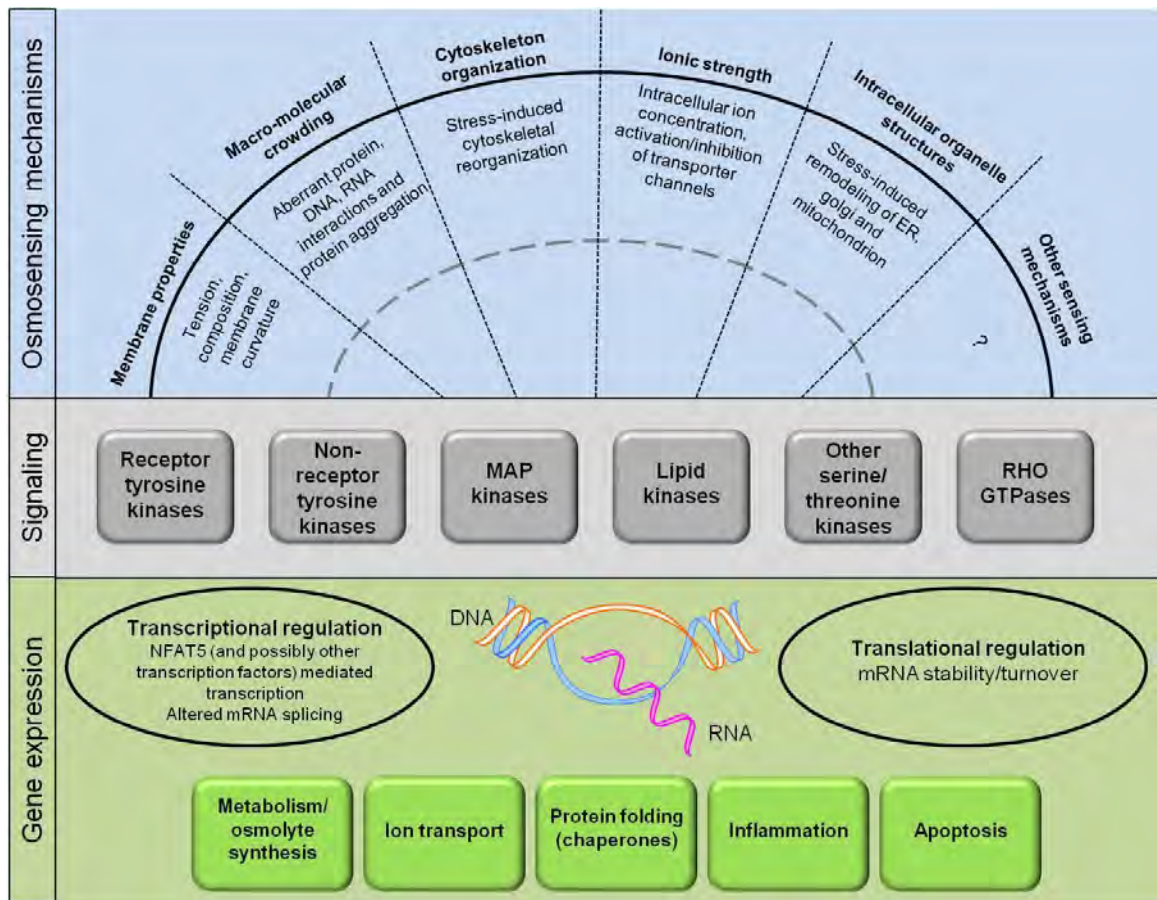 Osmosensing mechanisms
Membrane properties
Tension,
composition,
membrane
curvature
Macro-molecular
crowding
Aberrant protein,
DNA, RNA
interactions and
protein aggregation
Cytoskeleton
organization
Stress-induced
cytoskeletal
reorganization
Ionic strength
Intracellular ion
concentration,
activation/inhibition
of transporter
channels
Intracellular organelle
structures
Stress-induced
remodeling of ER,
golgi and
mitochondrion
Other sensing
mechanisms
?
Signaling
Receptor
tyrosine
kinases
Non-
receptor
tyrosine
kinases
MAP
kinases
Lipid
kinases
Other
serine/
threonine
kinases
RHO
GTPases
Gene expression
Transcriptional regulation
NFAT5 (and possibly other
transcription factors) mediated
transcription
Altered mRNA splicing
DNA
RNA
Translational regulation
mRNA stability/turnover
Metabolism/
osmolyte
synthesis
Ion transport
Protein folding
(chaperones)
Inflammation
Apoptosis